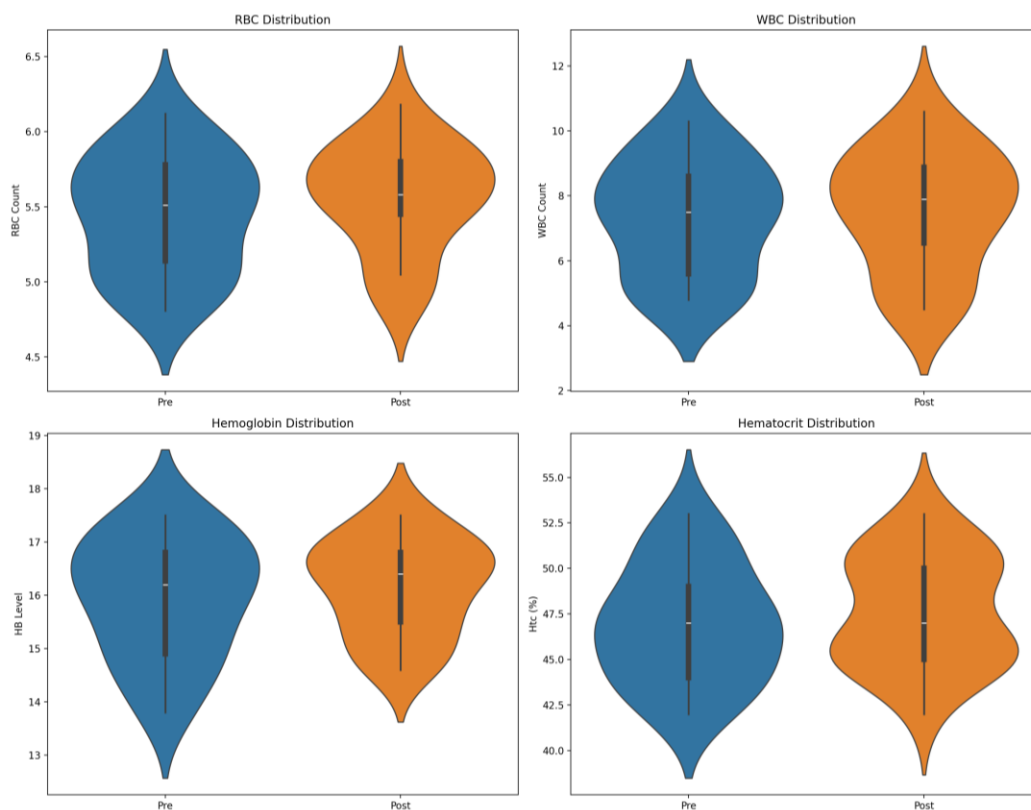 RBC Distribution
RBC Count
6.5
6.0
5.5
5.0
4.5
Pre
Post
WBC Distribution
WBC Count
12
10
8
6
4
2
Pre
Post
Hemoglobin Distribution
HB Level
19
18
17
16
15
14
13
Pre
Post
Hematocrit Distribution
Htc (%)
55.0
52.5
50.0
47.5
45.0
42.5
40.0
Pre
Post